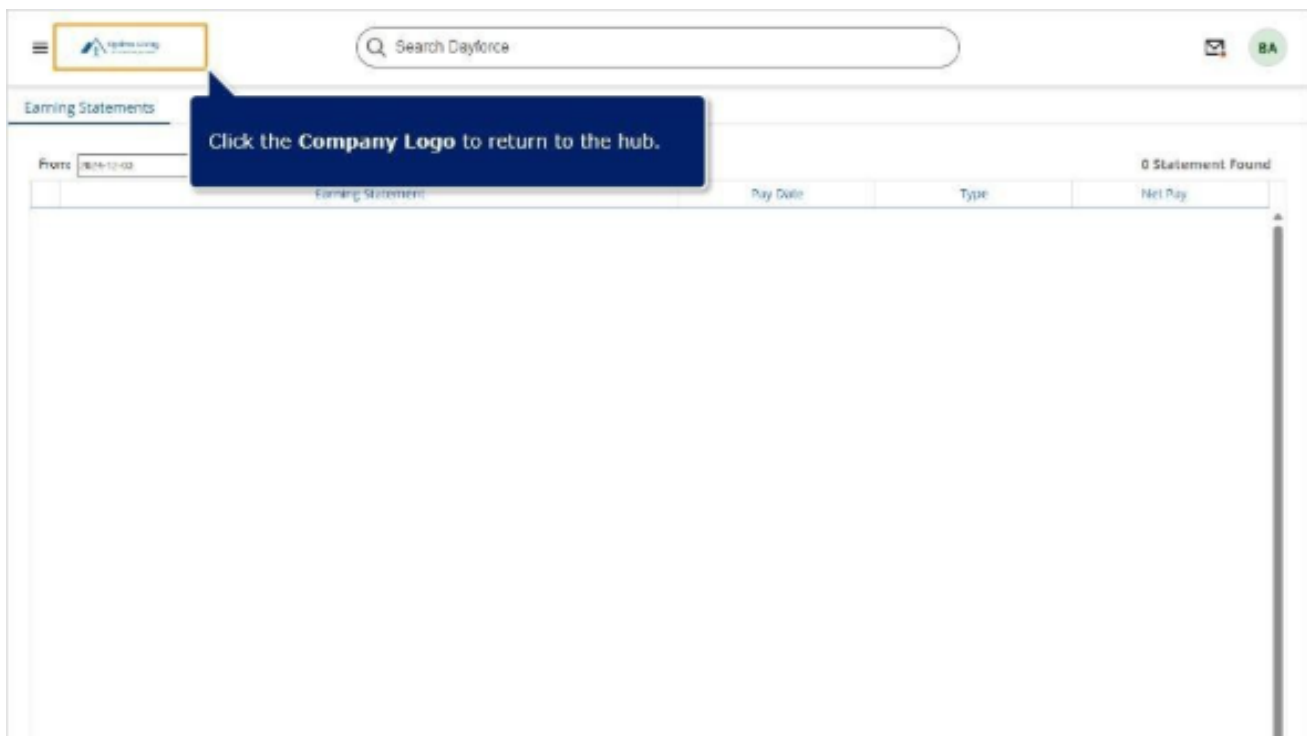 Search Dayforce
BA
Earning Statements
Click the Company Logo to return to the hub.
From:
0 Statement Found
Earning Statement Pay Date Type Net Pay